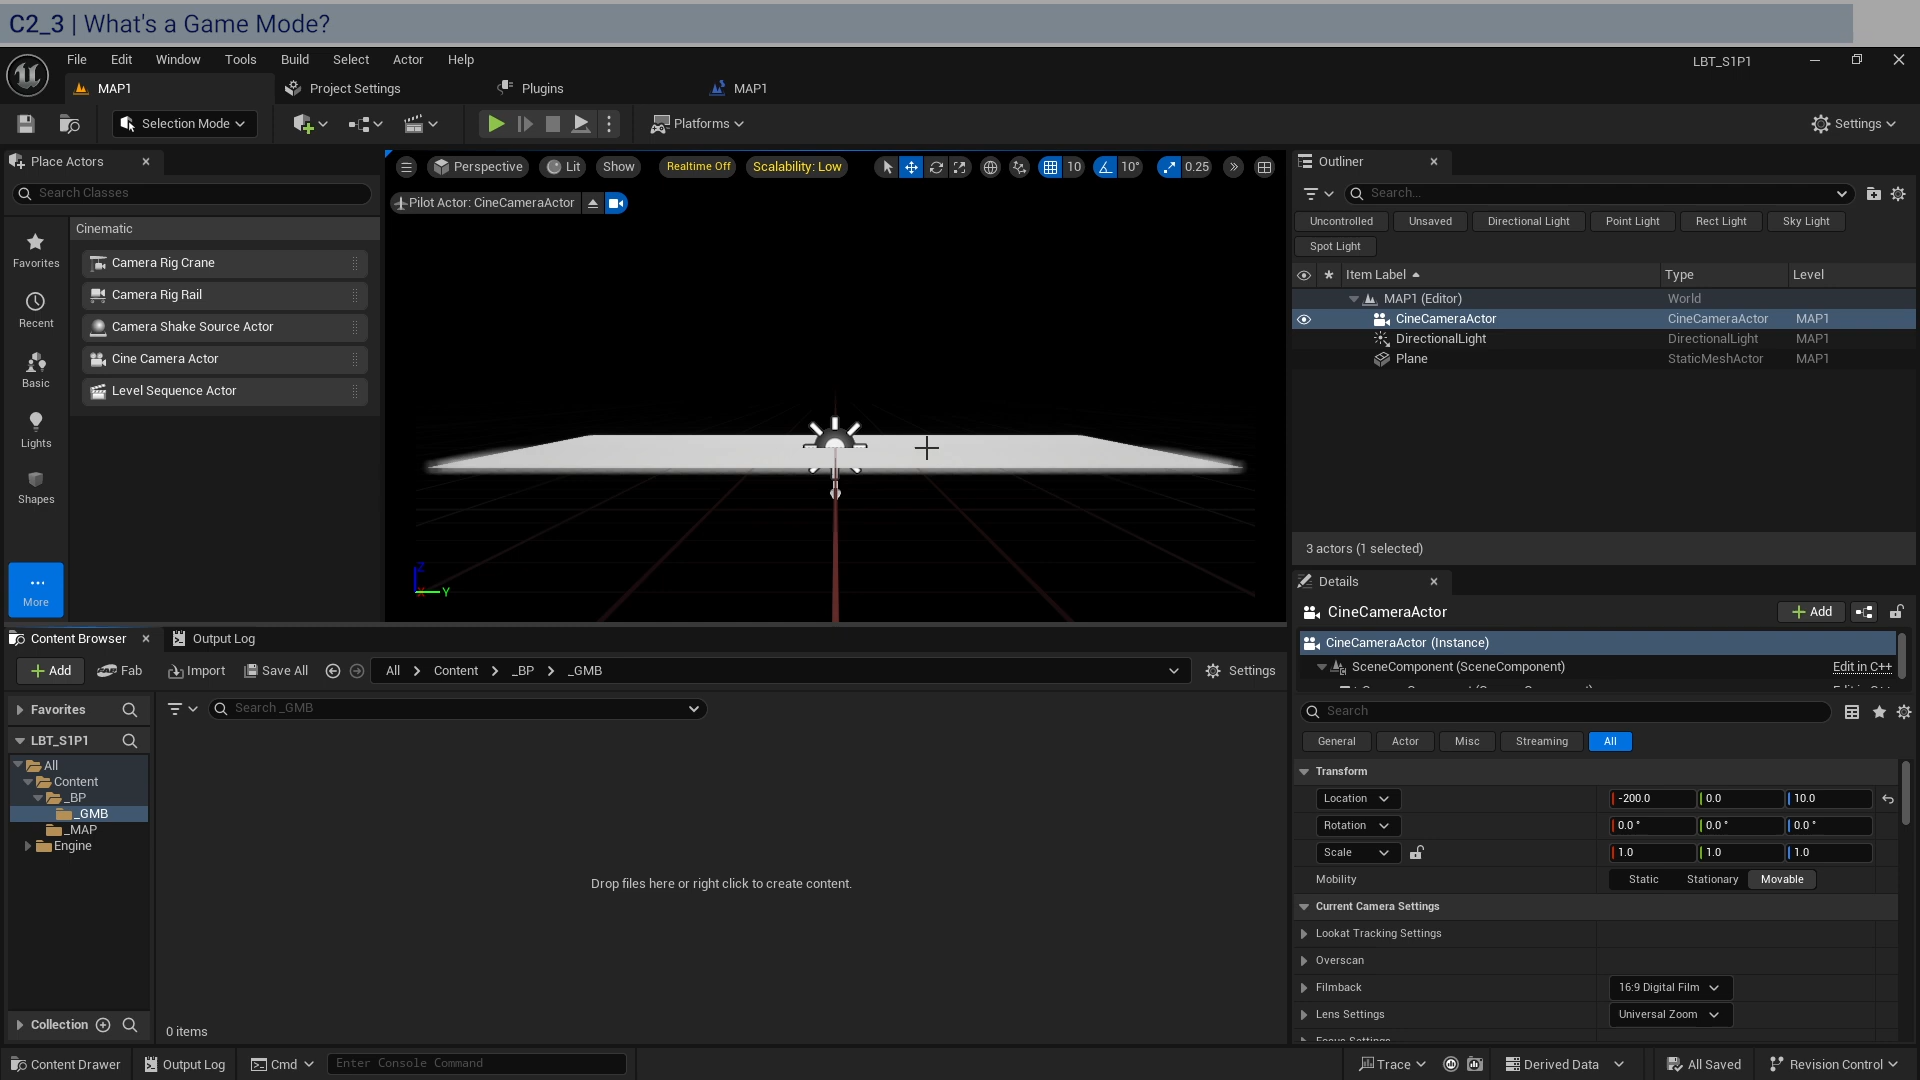 C2_3 | What's a Game Mode?
File Edit Window Tools Build Select Actor Help
LBT_S1P1
MAP1
Project Settings
Plugins
MAP1
Selection Mode
Platforms
Settings
Place Actors
Search Classes
Favorites
Recent
Basic
Lights
Shapes
More
Cinematic
Camera Rig Crane
Camera Rig Rail
Camera Shake Source Actor
Cine Camera Actor
Level Sequence Actor
Perspective Lit Show Realtime Off Scalability: Low 10 10° 0.25
Pilot Actor: CineCameraActor
Z
X Y
Outliner
Search...
Uncontrolled Unsaved Directional Light Point Light Rect Light Sky Light
Spot Light
Item Label Type Level
MAP1 (Editor) World
CineCameraActor CineCameraActor MAP1
DirectionalLight DirectionalLight MAP1
Plane StaticMeshActor MAP1
3 actors (1 selected)
Details
CineCameraActor
Add
CineCameraActor (Instance)
SceneComponent (SceneComponent) Edit in C++
Search
General Actor Misc Streaming All
Transform
Location -200.0 0.0 10.0
Rotation 0.0° 0.0° 0.0°
Scale 1.0 1.0 1.0
Mobility Static Stationary Movable
Current Camera Settings
Lookat Tracking Settings
Overscan
Filmback 16:9 Digital Film
Lens Settings Universal Zoom
Content Browser
Output Log
Add Fab Import Save All All Content _BP _GMB Settings
Favorites
LBT_S1P1
All
Content
_BP
_GMB
_MAP
Engine
Collection
Search _GMB
Drop files here or right click to create content.
0 items
Content Drawer Output Log Cmd Enter Console Command Trace Derived Data All Saved Revision Control